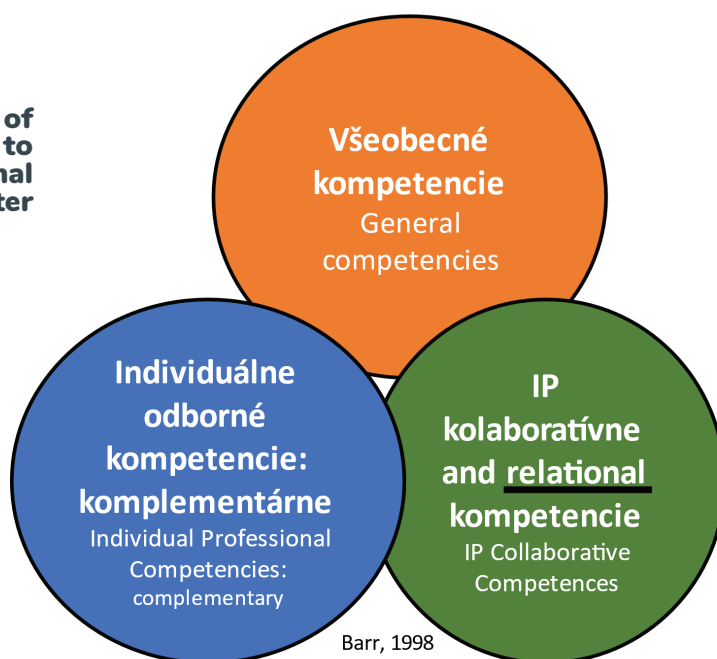 of
to
nal
ter
Všeobecné
kompetencie
General
competencies
Individuálne
odborné
kompetencie:
komplementárne
Individual Professional
Competencies:
complementary
IP
kolaboratívne
and relational
kompetencie
IP Collaborative
Competences
Barr, 1998